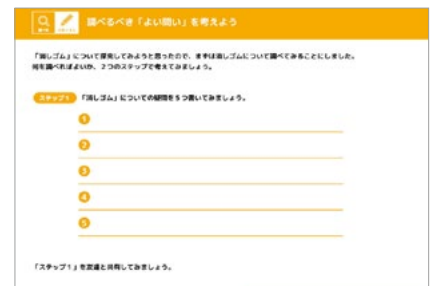 調べるべき「よい問い」を考えよう
「消しゴム」について探究してみようと思ったので、まずは消しゴムについて調べてみることにしました。
何を調べればよいか、2つのステップで考えてみましょう。
ステップ1 「消しゴム」についての疑問を5つ書いてみましょう。
1
2
3
4
5
「ステップ1」を友達と共有してみましょう。